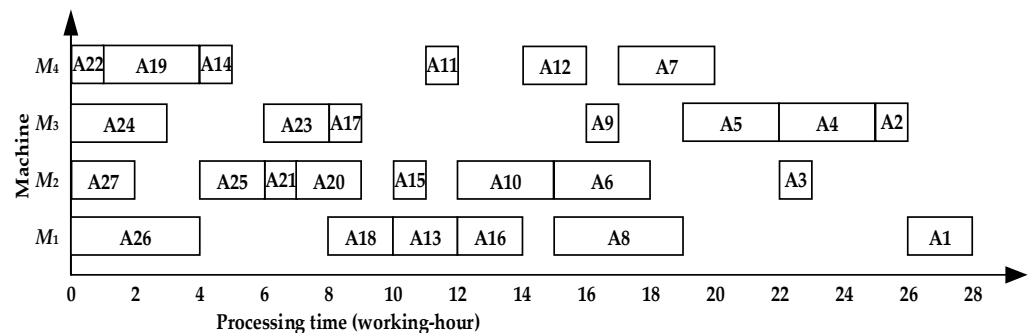 M4 A22 A19 A14 A11 A12 A7
M3 A24 A23 A17 A9 A5 A4 A2
M2 A27 A25 A21 A20 A15 A10 A6 A3
M1 A26 A18 A13 A16 A8 A1
Machine
0 2 4 6 8 10 12 14 16 18 20 22 24 26 28
Processing time (working-hour)